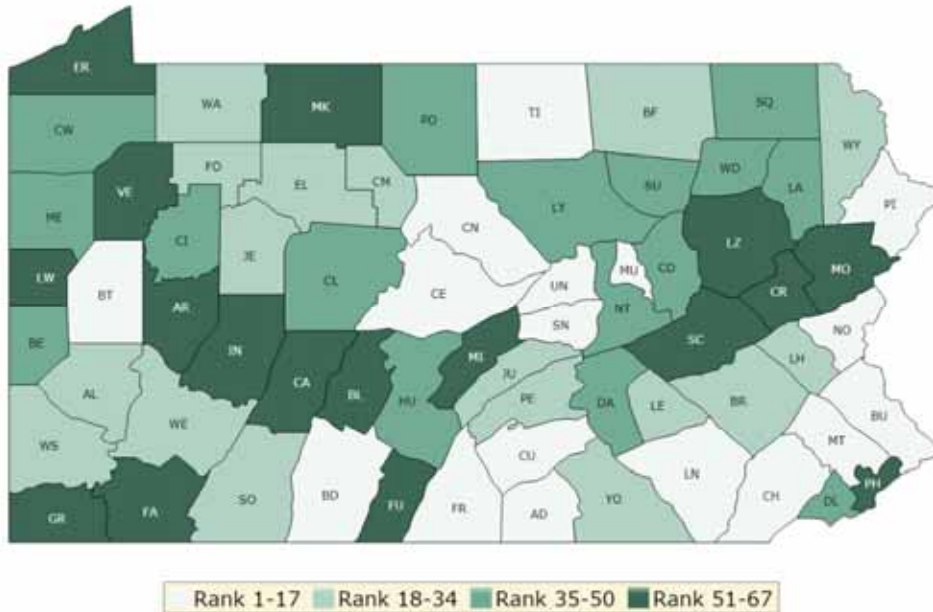 ER
WA
MK
PO
TI
BF
SQ
WY
CW
FO
EL
CM
SU
WD
LA
PI
VE
ME
CI
JE
CL
CN
LY
LZ
MO
LW
BT
AR
CE
UN
MU
CO
CR
NO
BE
IN
SN
NT
SC
AL
CA
BL
HU
MI
JU
PE
DA
LE
BR
LH
BU
WS
WE
SO
BD
FU
CU
LN
MT
PH
GR
FA
FR
AD
YO
CH
DL
Rank 1-17 Rank 18-34 Rank 35-50 Rank 51-67